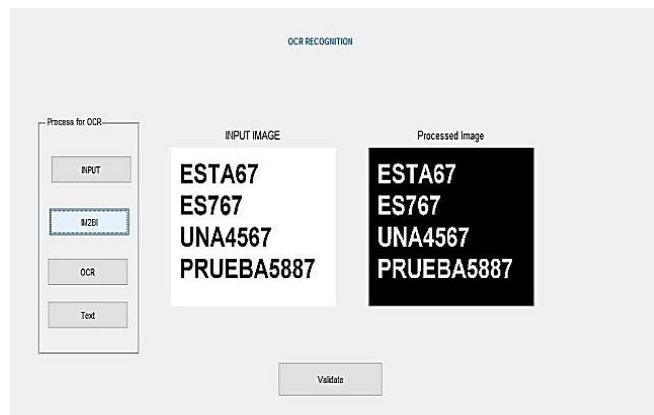 OCR RECOGNITION
Process for OCR
INPUT
IM2BI
OCR
Text
INPUT IMAGE
ESTA67
ES767
UNA4567
PRUEBA5887
Processed Image
ESTA67
ES767
UNA4567
PRUEBA5887
Validate